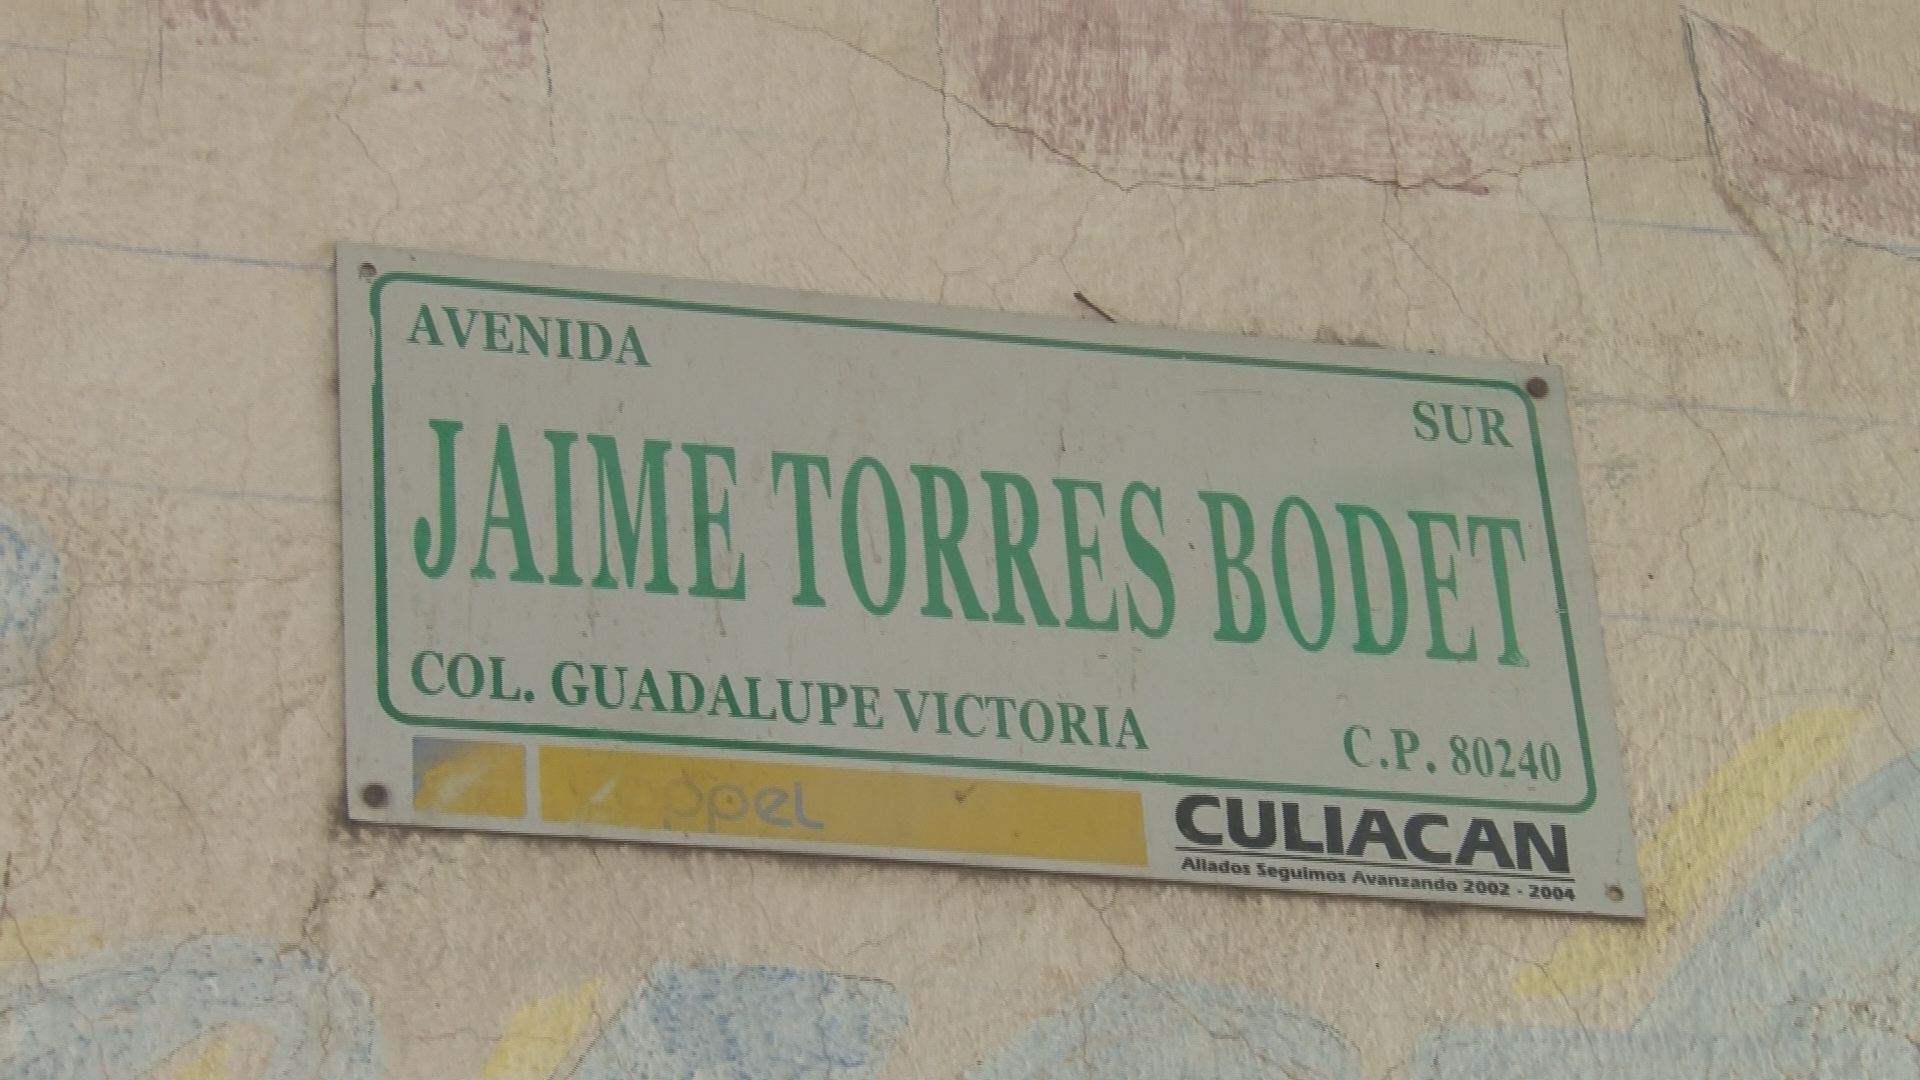 AVENIDA
SUR
JAIME TORRES BODET
COL. GUADALUPE VICTORIA
C.P. 80240
CULIACAN
Aliados Seguimos Avanzando 2002 - 2004